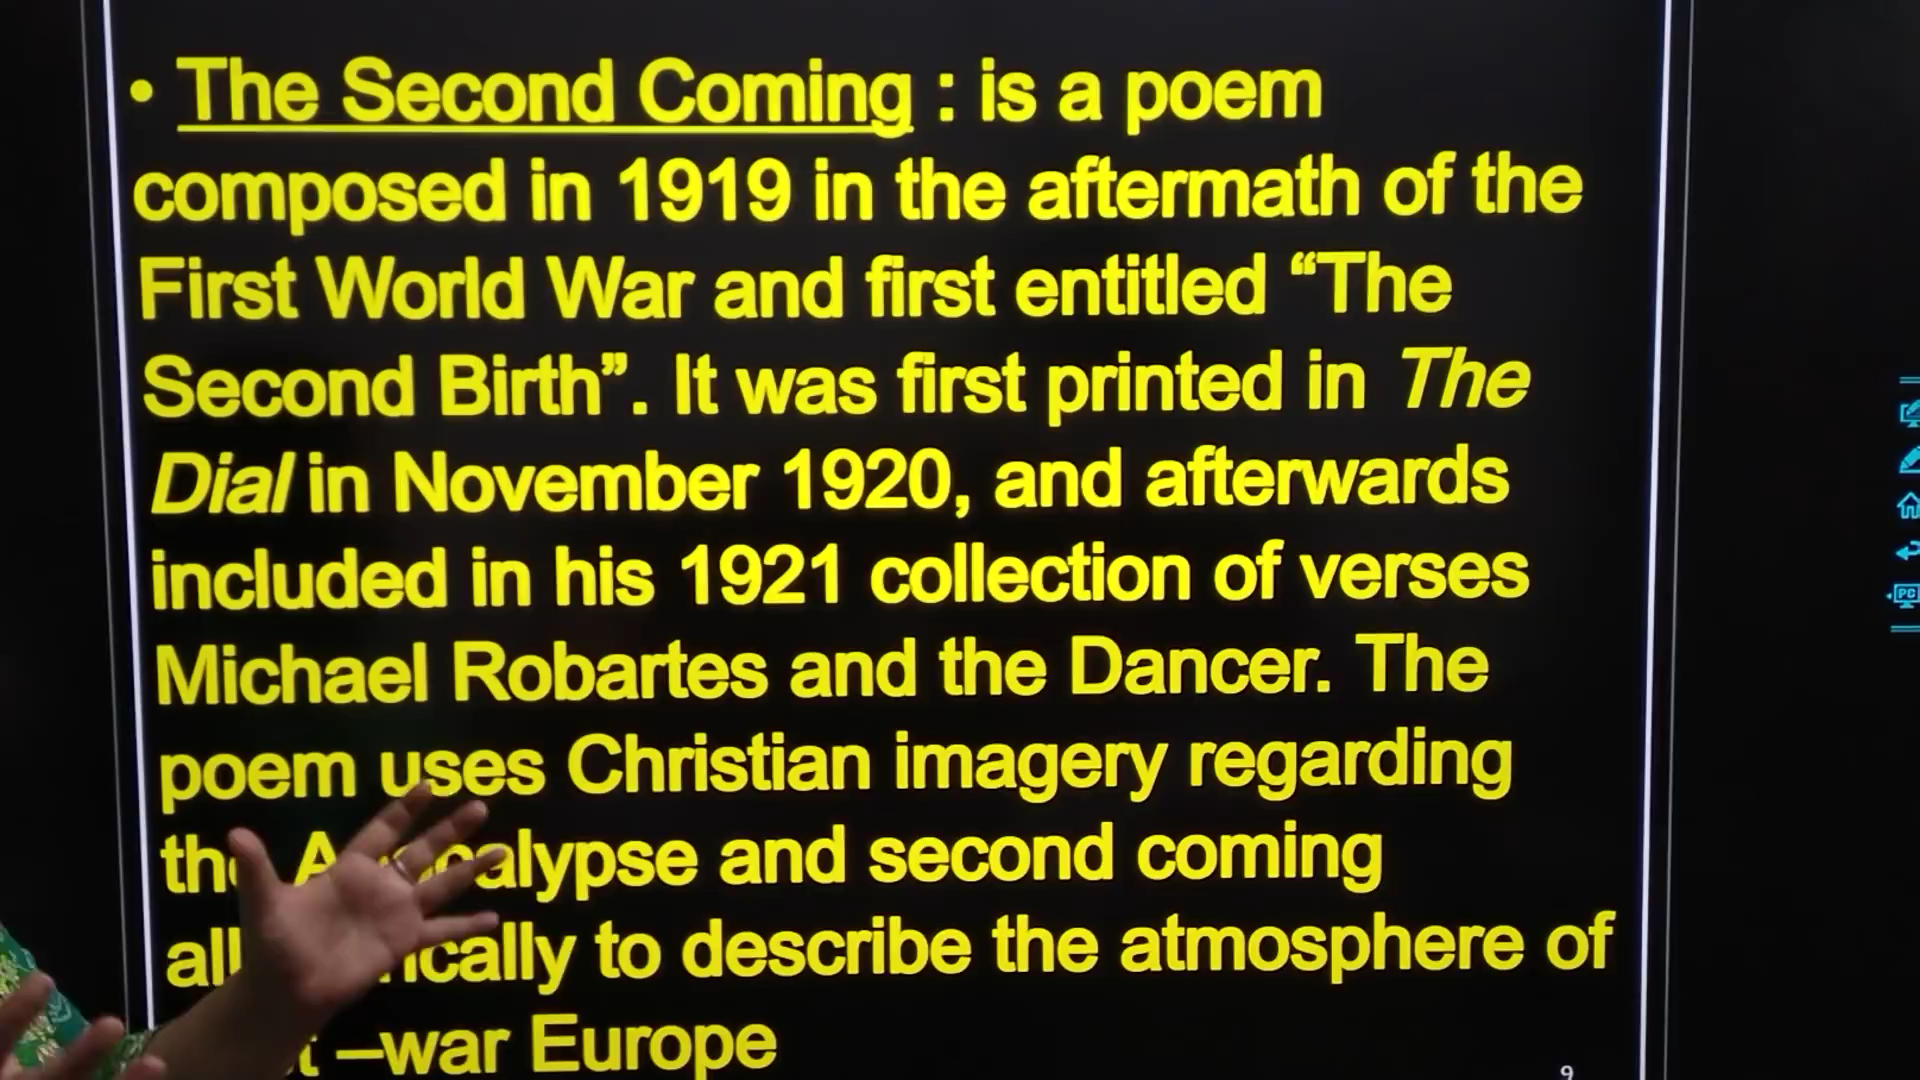 • The Second Coming : is a poem
composed in 1919 in the aftermath of the
First World War and first entitled “The
Second Birth”. It was first printed in The
Dial in November 1920, and afterwards
included in his 1921 collection of verses
Michael Robartes and the Dancer. The
poem uses Christian imagery regarding
the Apocalypse and second coming
to describe the atmosphere of
–war Europe
9
PC